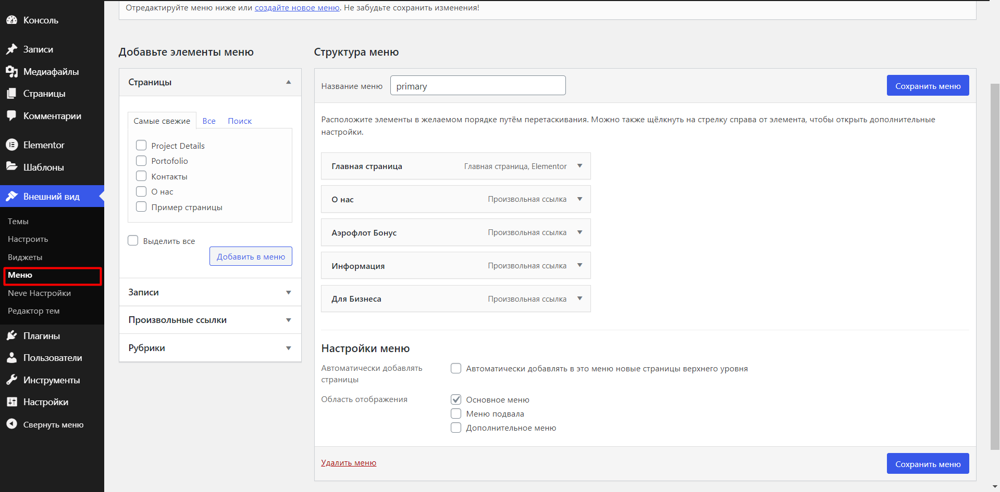 Отредактируйте меню ниже или создайте новое меню. Не забудьте сохранить изменения!
Консоль
Записи
Медиафайлы
Страницы
Комментарии
Elementor
Шаблоны
Внешний вид
Темы
Настроить
Виджеты
Меню
Neve Настройки
Редактор тем
Плагины
Пользователи
Инструменты
Настройки
Свернуть меню
Добавьте элементы меню
Страницы
Самые свежие Все Поиск
Project Details
Portofolio
Контакты
О нас
Пример страницы
Выделить все
Добавить в меню
Записи
Произвольные ссылки
Рубрики
Структура меню
Название меню primary Сохранить меню
Расположите элементы в желаемом порядке путём перетаскивания. Можно также щёлкнуть на стрелку справа от элемента, чтобы открыть дополнительные
настройки.
Главная страница Главная страница, Elementor
О нас Произвольная ссылка
Аэрофлот Бонус Произвольная ссылка
Информация Произвольная ссылка
Для Бизнеса Произвольная ссылка
Настройки меню
Автоматически добавлять
страницы
Автоматически добавлять в это меню новые страницы верхнего уровня
Область отображения
Основное меню
Меню подвала
Дополнительное меню
Удалить меню Сохранить меню